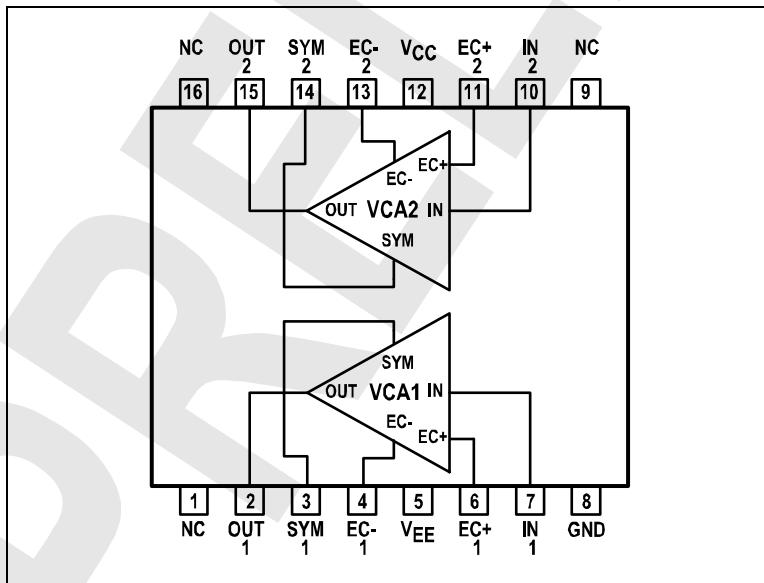 NC OUT SYM EC- VCC EC+ IN NC
2 2 2 2 2
16 15 14 13 12 11 10 9
EC+
EC-
OUT VCA2 IN
SYM
SYM
OUT VCA1 IN
EC-
EC+
1 2 3 4 5 6 7 8
NC OUT SYM EC- VEE EC+ IN GND
1 1 1 1 1